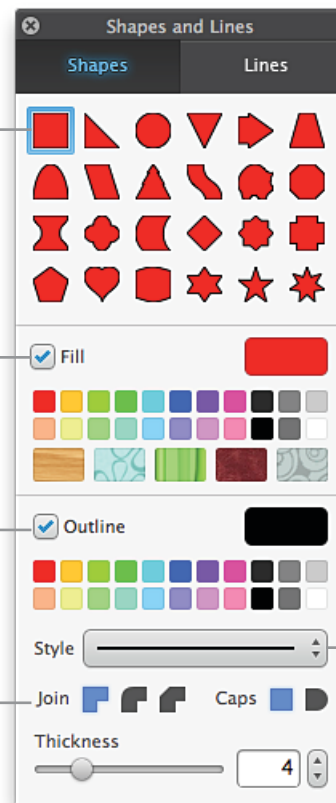 Shapes and Lines
Shapes Lines
Fill
Outline
Style
Join Caps
Thickness
4